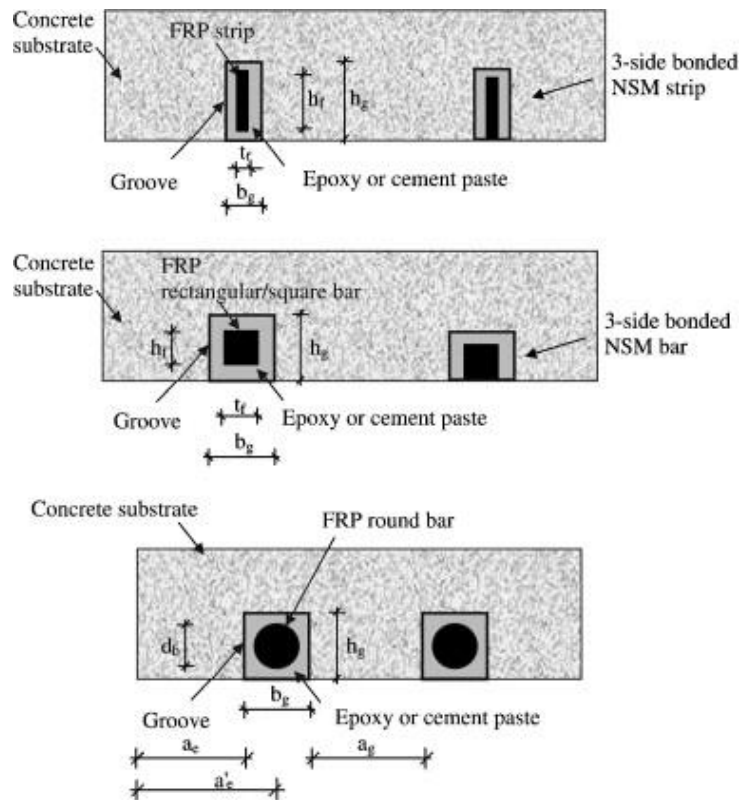 Concrete
substrate
FRP strip
3-side bonded
NSM strip
h_f
h_g
t_f
Groove
Epoxy or cement paste
b_g
Concrete
substrate
FRP
rectangular/square bar
3-side bonded
NSM bar
h_f
h_g
t_f
Epoxy or cement paste
Groove
b_g
Concrete substrate
FRP round bar
d_b
h_g
b_g
Groove
Epoxy or cement paste
a_e
a_g
a'_e